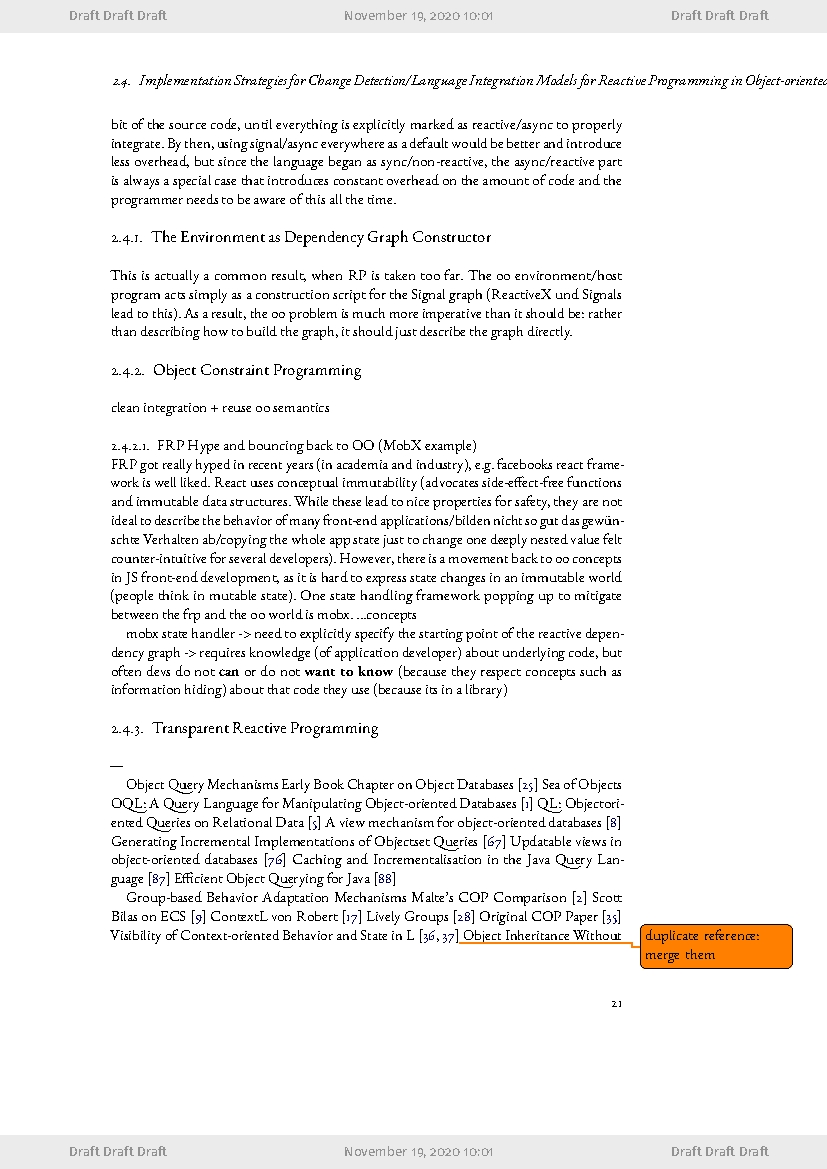 Draft Draft Draft November 19, 2020 10:01 Draft Draft Draft
2.4. Implementation Strategies for Change Detection/Language Integration Models for Reactive Programming in Object-oriented
bit of the source code, until everything is explicitly marked as reactive/async to properly
integrate. By then, using signal/async everywhere as a default would be better and introduce
less overhead, but since the language began as sync/non-reactive, the async/reactive part
is always a special case that introduces constant overhead on the amount of code and the
programmer needs to be aware of this all the time.
2.4.1. The Environment as Dependency Graph Constructor
This is actually a common result, when RP is taken too far. The oo environment/host
program acts simply as a construction script for the Signal graph (ReactiveX und Signals
lead to this). As a result, the oo problem is much more imperative than it should be: rather
than describing how to build the graph, it should just describe the graph directly.
2.4.2. Object Constraint Programming
clean integration + reuse oo semantics
2.4.2.1. FRP Hype and bouncing back to OO (MobX example)
FRP got really hyped in recent years (in academia and industry), e.g. facebooks react frame-
work is well liked. React uses conceptual immutability (advocates side-effect-free functions
and immutable data structures. While these lead to nice properties for safety, they are not
ideal to describe the behavior of many front-end applications/bilden nicht so gut das gewün-
schte Verhalten ab/copying the whole app state just to change one deeply nested value felt
counter-intuitive for several developers). However, there is a movement back to oo concepts
in JS front-end development, as it is hard to express state changes in an immutable world
(people think in mutable state). One state handling framework popping up to mitigate
between the frp and the oo world is mobx. ...concepts
mobx state handler -> need to explicitly specify the starting point of the reactive depen-
dency graph -> requires knowledge (of application developer) about underlying code, but
often devs do not can or do not want to know (because they respect concepts such as
information hiding) about that code they use (because its in a library)
2.4.3. Transparent Reactive Programming
—
Object Query Mechanisms Early Book Chapter on Object Databases [25] Sea of Objects
OQL: A Query Language for Manipulating Object-oriented Databases [1] QL: Objectori-
ented Queries on Relational Data [5] A view mechanism for object-oriented databases [8]
Generating Incremental Implementations of Objectset Queries [67] Updatable views in
object-oriented databases [76] Caching and Incrementalisation in the Java Query Lan-
guage [87] Efficient Object Querying for Java [88]
Group-based Behavior Adaptation Mechanisms Malte's COP Comparison [2] Scott
Bilas on ECS [9] ContextL von Robert [17] Lively Groups [28] Original COP Paper [35]
Visibility of Context-oriented Behavior and State in L [36, 37] Object Inheritance Without
duplicate reference:
merge them
21
Draft Draft Draft November 19, 2020 10:01 Draft Draft Draft